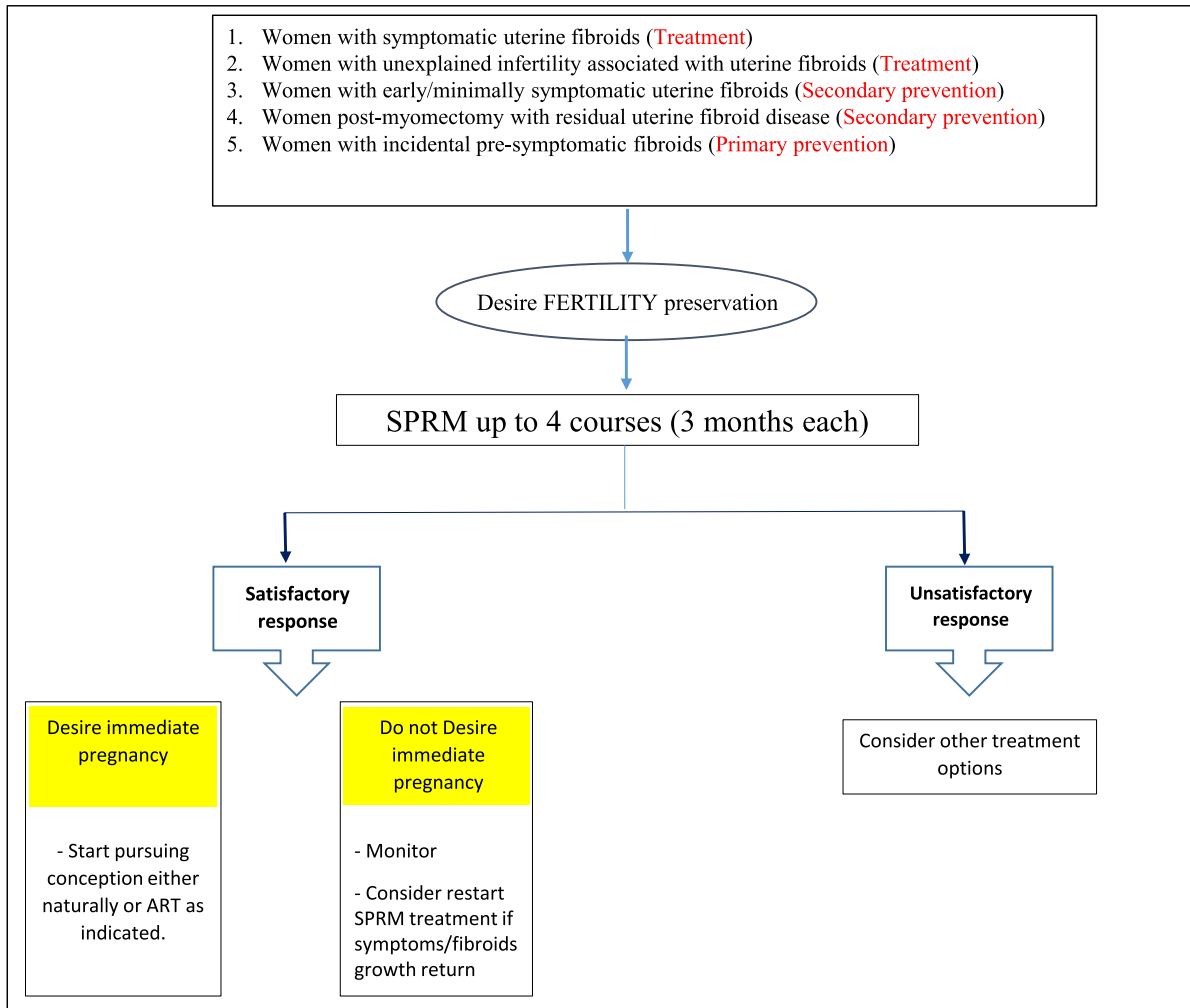 1. Women with symptomatic uterine fibroids (Treatment)
2. Women with unexplained infertility associated with uterine fibroids (Treatment)
3. Women with early/minimally symptomatic uterine fibroids (Secondary prevention)
4. Women post-myomectomy with residual uterine fibroid disease (Secondary prevention)
5. Women with incidental pre-symptomatic fibroids (Primary prevention)
Desire FERTILITY preservation
SPRM up to 4 courses (3 months each)
Satisfactory
response
Unsatisfactory
response
Desire immediate
pregnancy
- Start pursuing
conception either
naturally or ART as
indicated.
Do not Desire
immediate
pregnancy
- Monitor
- Consider restart
SPRM treatment if
symptoms/fibroids
growth return
Consider other treatment
options